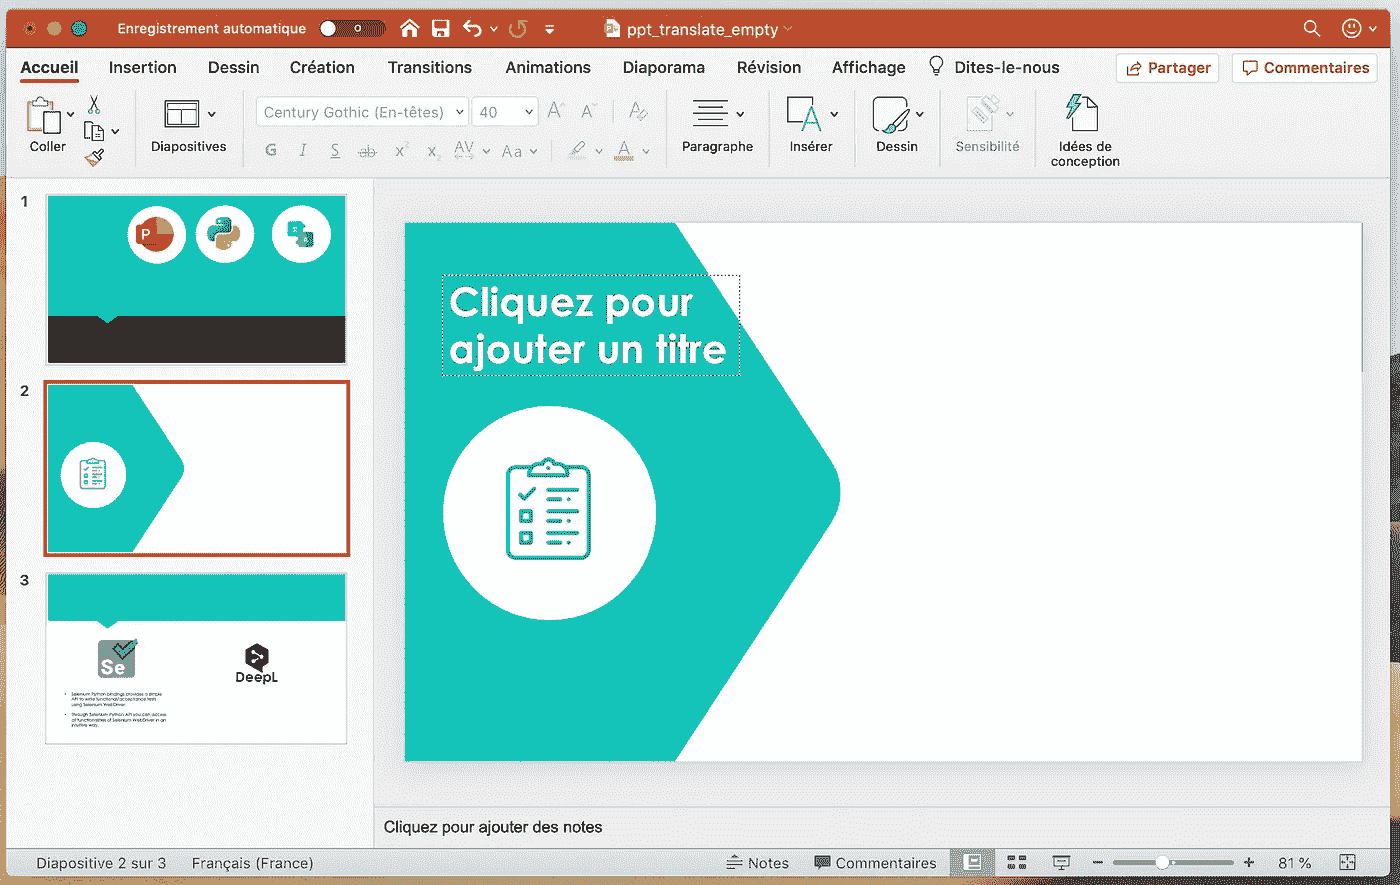 Enregistrement automatique
ppt_translate_empty
Accueil Insertion Dessin Création Transitions Animations Diaporama Révision Affichage Dites-le-nous Partager Commentaires
Century Gothic (En-têtes) 40
G I S ab x² x₂ AV Aa A
Coller Diapositives Paragraphe Insérer Dessin Sensibilité Idées de
conception
1
P
2
3
Se
DeepL
Selenium Python bindings provides a simple
API to write functional/acceptance tests
using Selenium WebDriver.
Through Selenium Python API you can access
all functionalities of Selenium WebDriver in an
intuitive way.
Cliquez pour
ajouter un titre
Cliquez pour ajouter des notes
Diapositive 2 sur 3 Français (France) Notes Commentaires 81 %